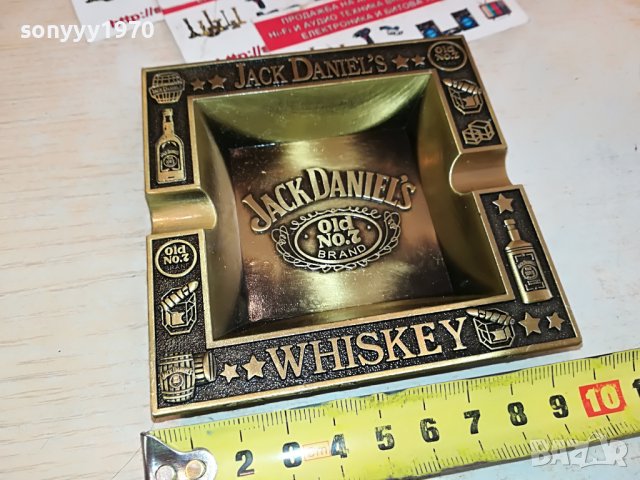 sonyyy1970
ПРОДАЖБА НА
Hi-Fi И АУДИО ТЕХНИКА
ЕЛЕКТРОНИКА И БИТОВА
JACK DANIEL'S
OLD
NO.7
JACK DANIEL'S
OLD
NO.7
BRAND
OLD
NO.7
WHISKEY
2 3 4 5 6 7 8 9 10
BAZAR